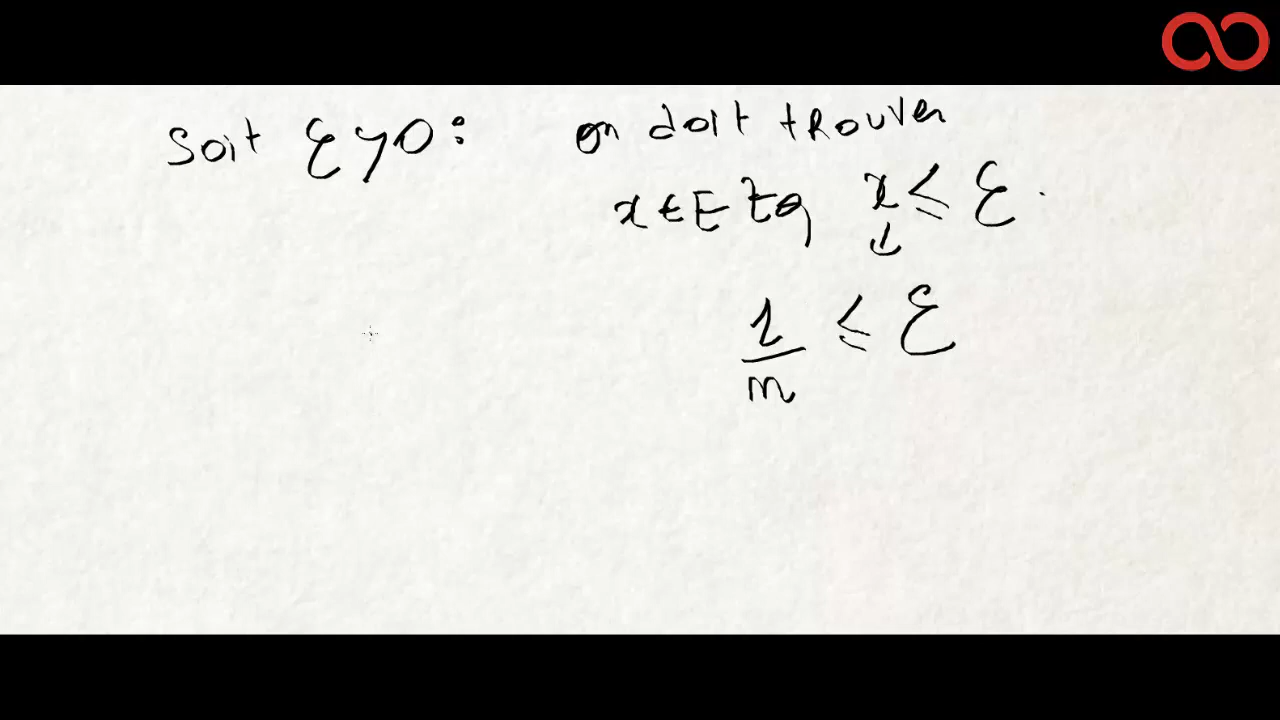 Soit ε > 0 : on doit trouver
x ∈ E tq x ≤ ε.
↓
1/n ≤ ε